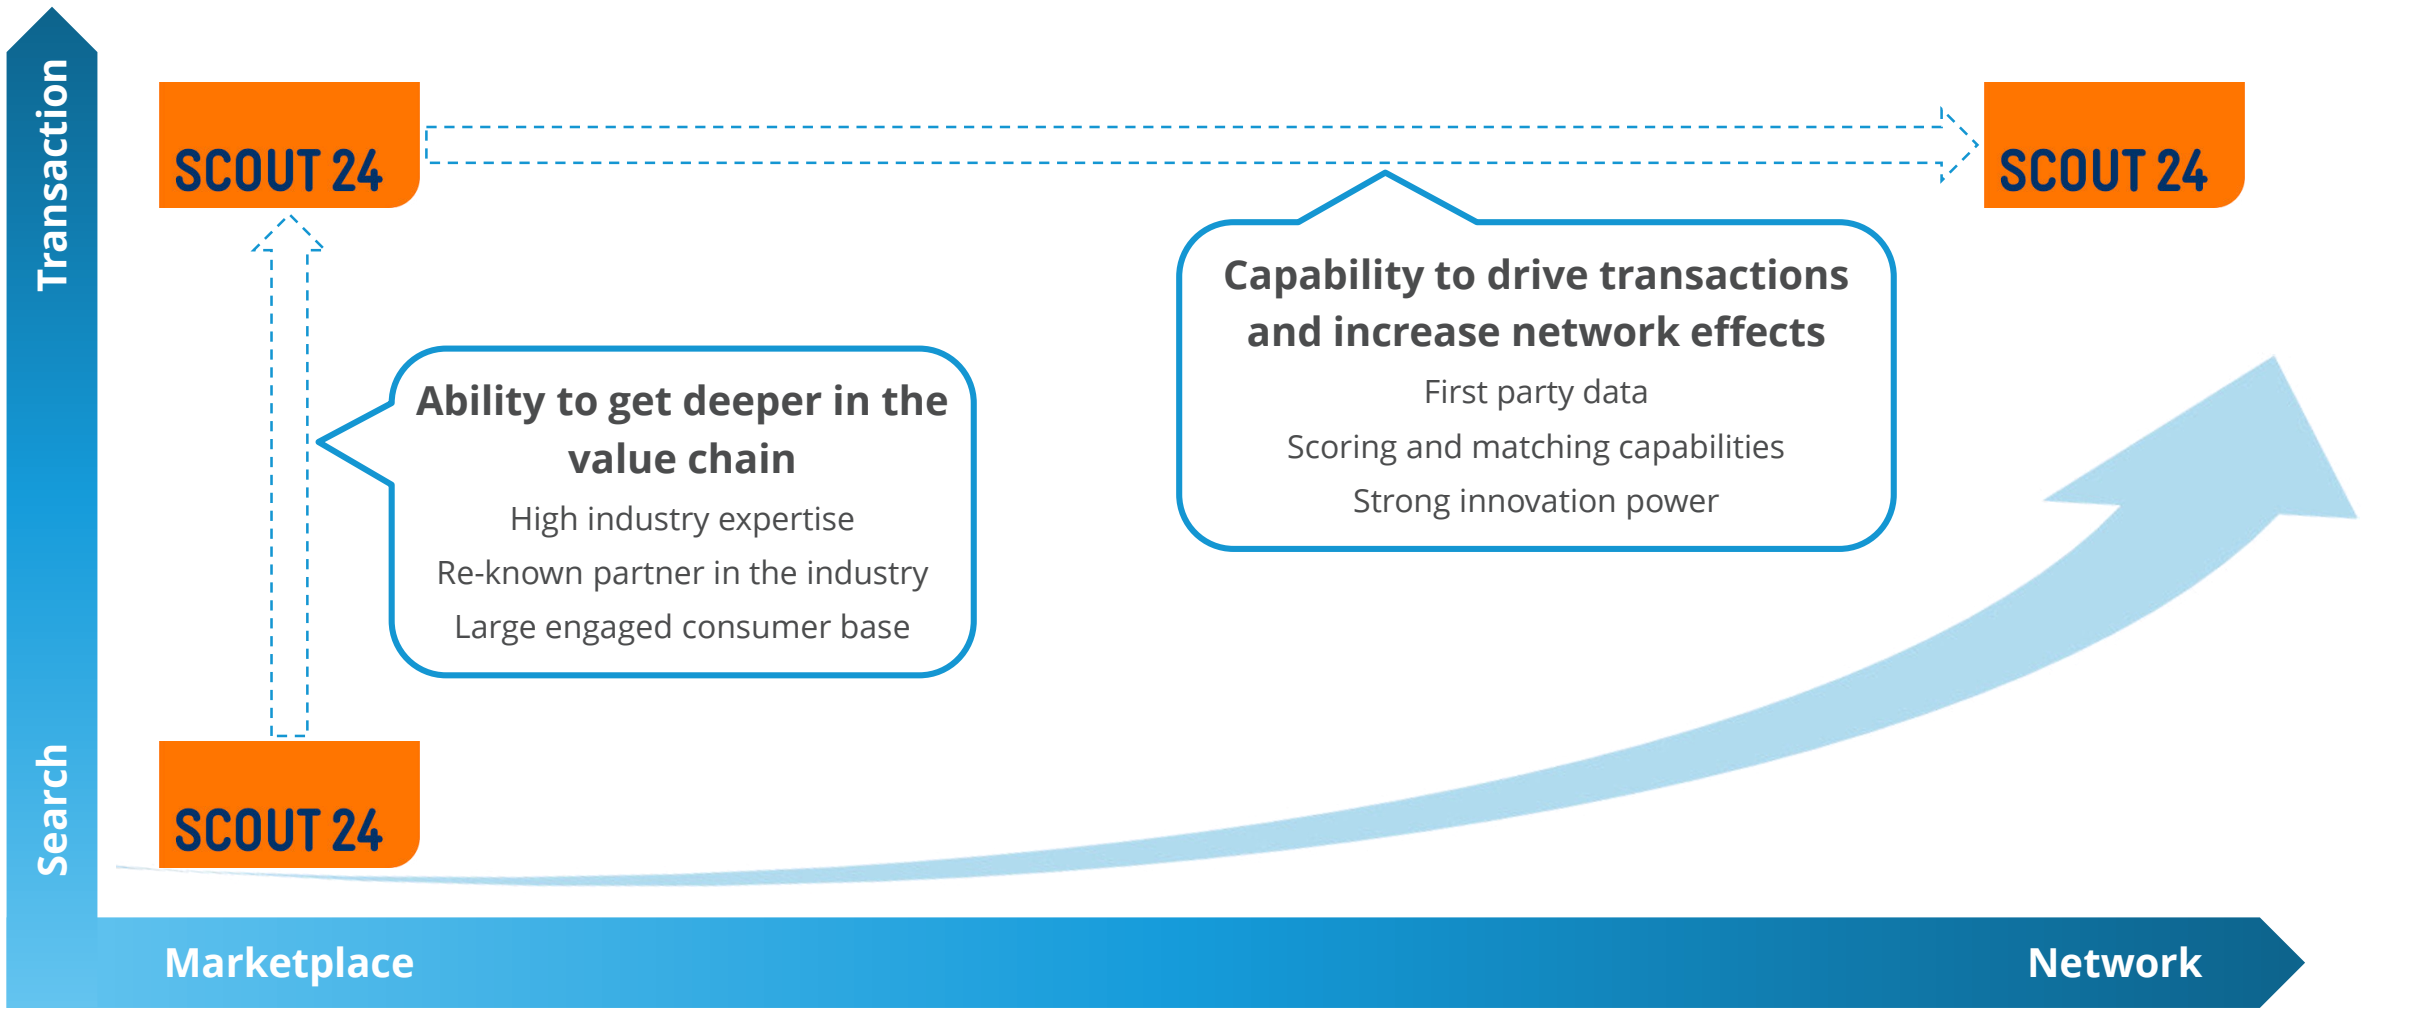 Transaction
SCOUT 24
SCOUT 24
Capability to drive transactions
and increase network effects
First party data
Scoring and matching capabilities
Strong innovation power
Ability to get deeper in the
value chain
High industry expertise
Re-known partner in the industry
Large engaged consumer base
Search
SCOUT 24
Marketplace
Network